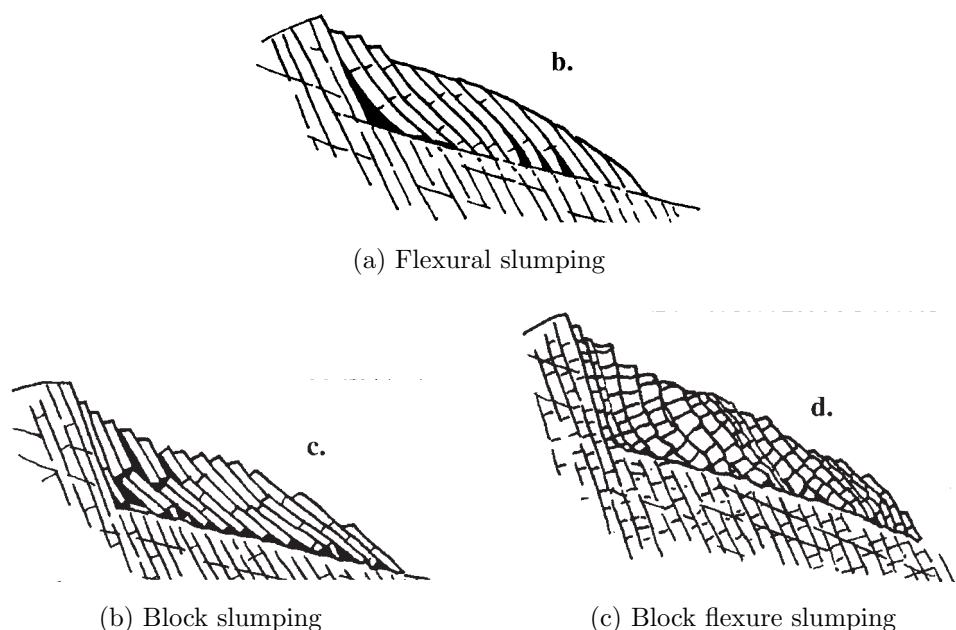 b.
(a) Flexural slumping
c.
d.
(b) Block slumping
(c) Block flexure slumping